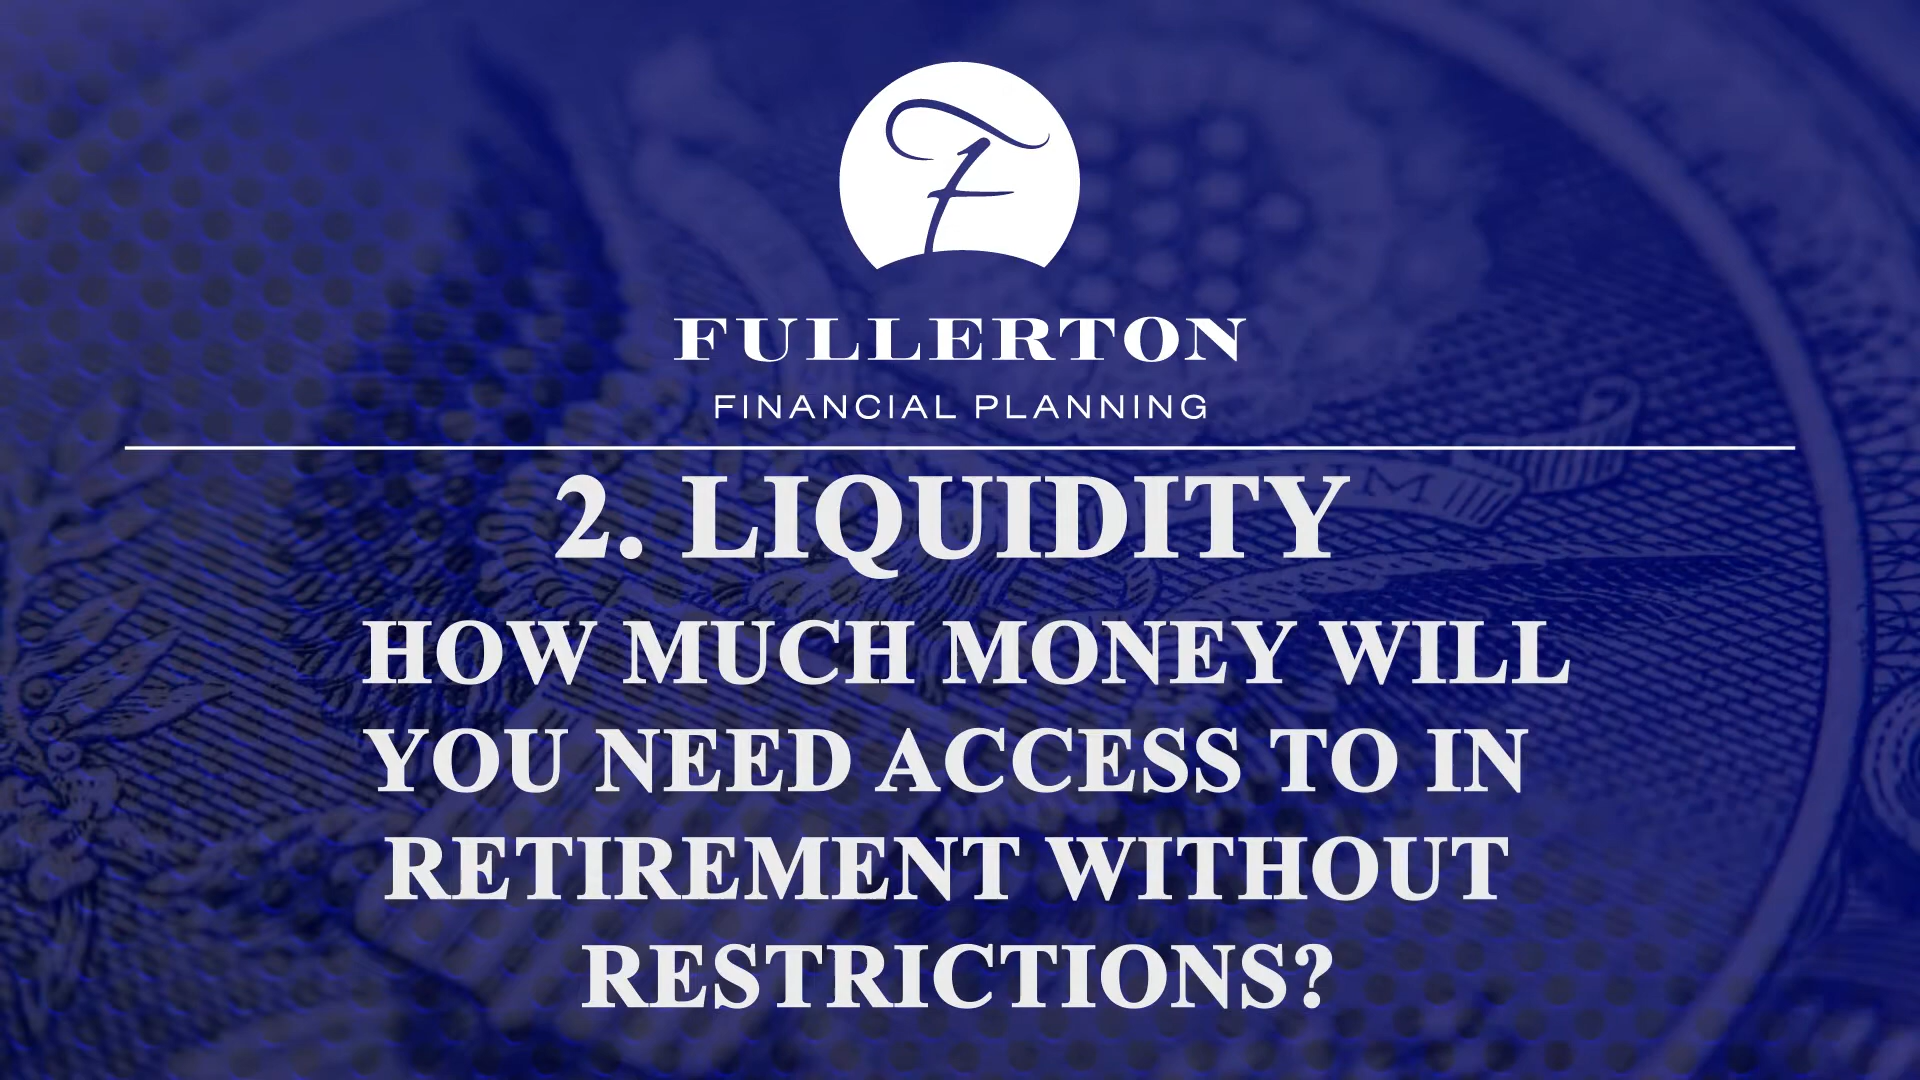 F
FULLERTON
FINANCIAL PLANNING
2. LIQUIDITY
HOW MUCH MONEY WILL
YOU NEED ACCESS TO IN
RETIREMENT WITHOUT
RESTRICTIONS?